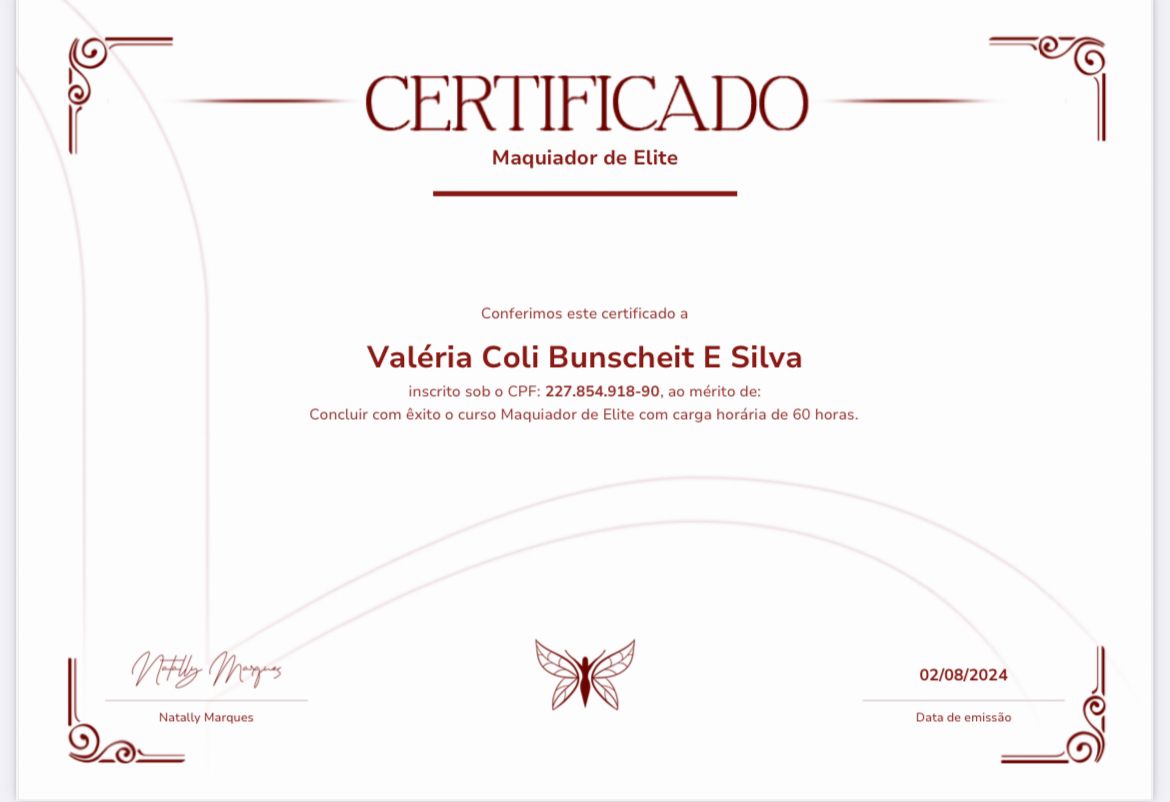 CERTIFICADO
Maquiador de Elite
Conferimos este certificado a
Valéria Coli Bunscheit E Silva
inscrito sob o CPF: 227.854.918-90, ao mérito de:
Concluir com êxito o curso Maquiador de Elite com carga horária de 60 horas.
Natally Marques
Natally Marques
02/08/2024
Data de emissão